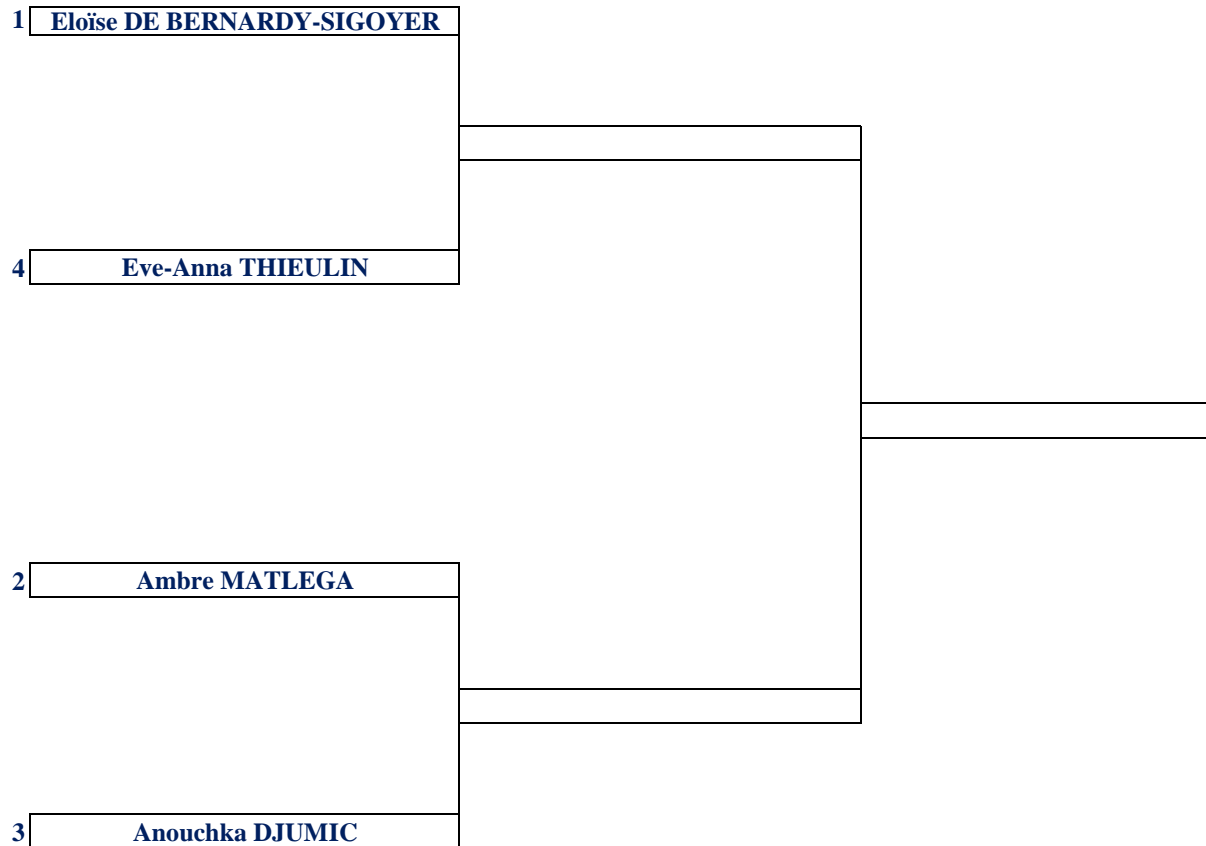 1 Eloïse DE BERNARDY-SIGOYER
4 Eve-Anna THIEULIN
2 Ambre MATLEGA
3 Anouchka DJUMIC